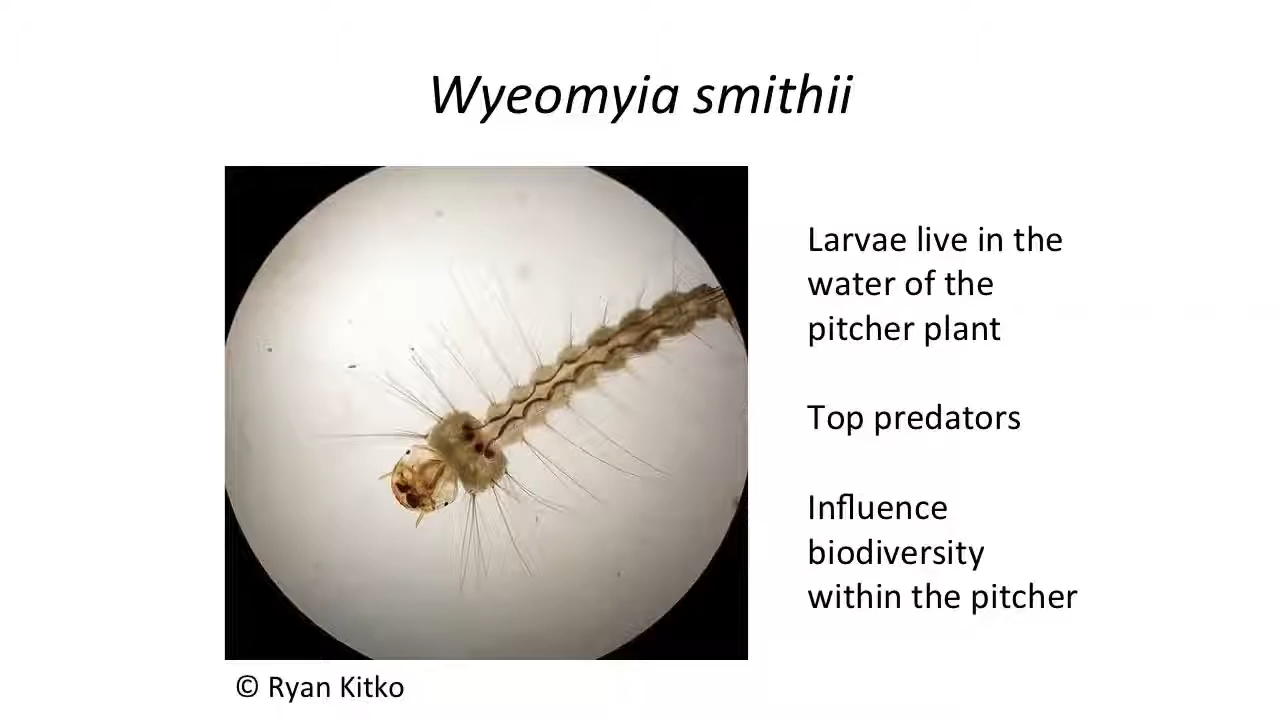 Wyeomyia smithii
Larvae live in the
water of the
pitcher plant
Top predators
Influence
biodiversity
within the pitcher
© Ryan Kitko